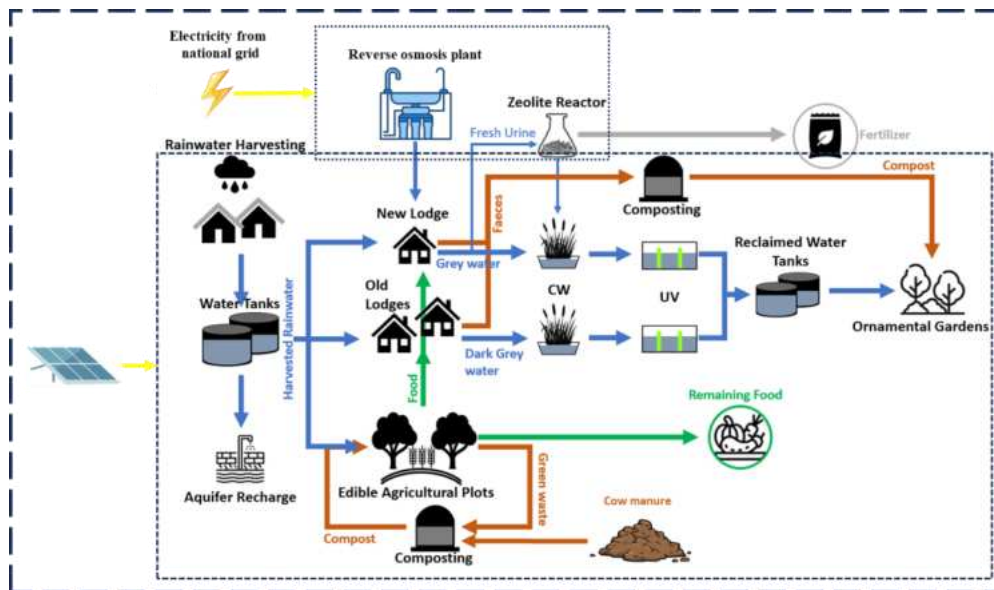 Electricity from
national grid
Reverse osmosis plant
Zeolite Reactor
Fresh Urine
Fertilizer
Rainwater Harvesting
Compost
Composting
Faeces
New Lodge
Grey water
Reclaimed Water
Tanks
Old
Lodges
CW
UV
Water Tanks
Harvested Rainwater
Ornamental Gardens
Dark Grey
water
Food
Remaining Food
Aquifer Recharge
Edible Agricultural Plots
Green waste
Cow manure
Compost
Composting